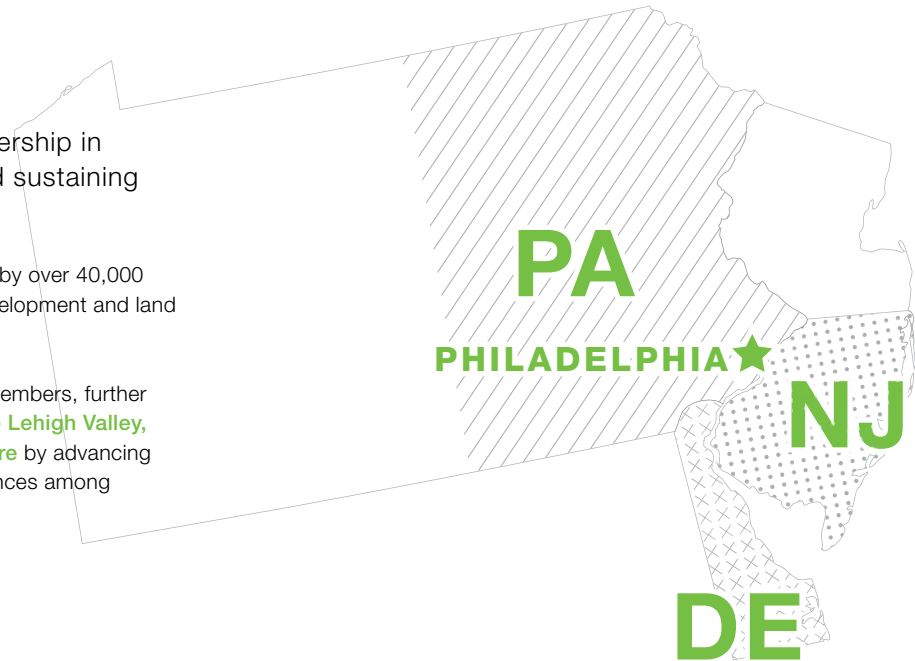 ership in
d sustaining
by over 40,000
elopment and land
embers, further
Lehigh Valley,
re by advancing
nces among
PA
PHILADELPHIA
NJ
DE